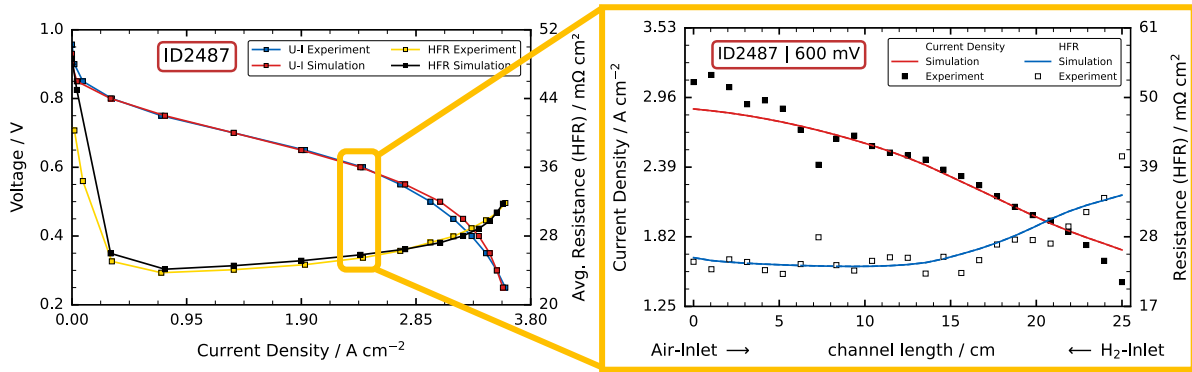 ID2487
U-I Experiment
U-I Simulation
HFR Experiment
HFR Simulation
Voltage / V
1.0
0.8
0.6
0.4
0.2
0.00 0.95 1.90 2.85 3.80
Current Density / A cm⁻²
52
44
36
28
20
Avg. Resistance (HFR) / mΩ cm²
ID2487 | 600 mV
Current Density
Simulation
Experiment
HFR
Simulation
Experiment
Current Density / A cm⁻²
3.53
2.96
2.39
1.82
1.25
0 5 10 15 20 25
61
50
39
28
17
Resistance (HFR) / mΩ cm²
Air-Inlet → channel length / cm ← H₂-Inlet